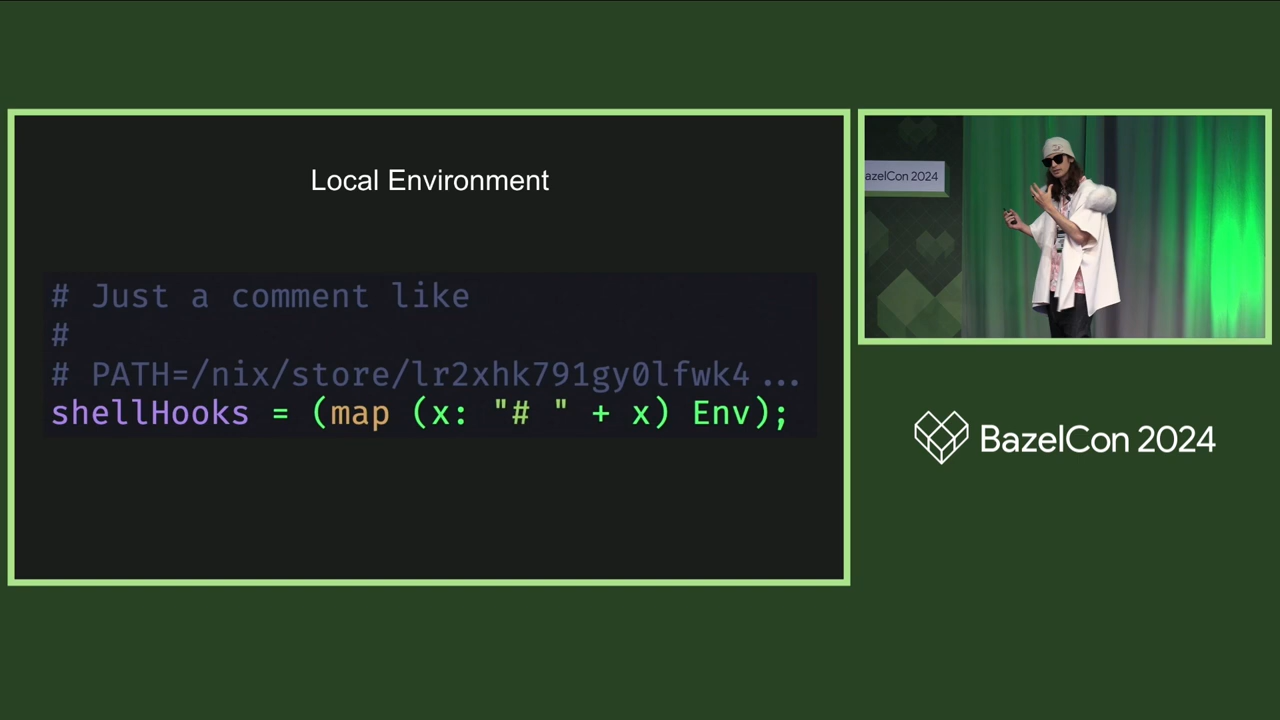 Local Environment
# Just a comment like
#
# PATH=/nix/store/lr2xhk791gy0lfwk4...
shellHooks = (map (x: "# " + x) Env);
azelCon 2024
BazelCon 2024